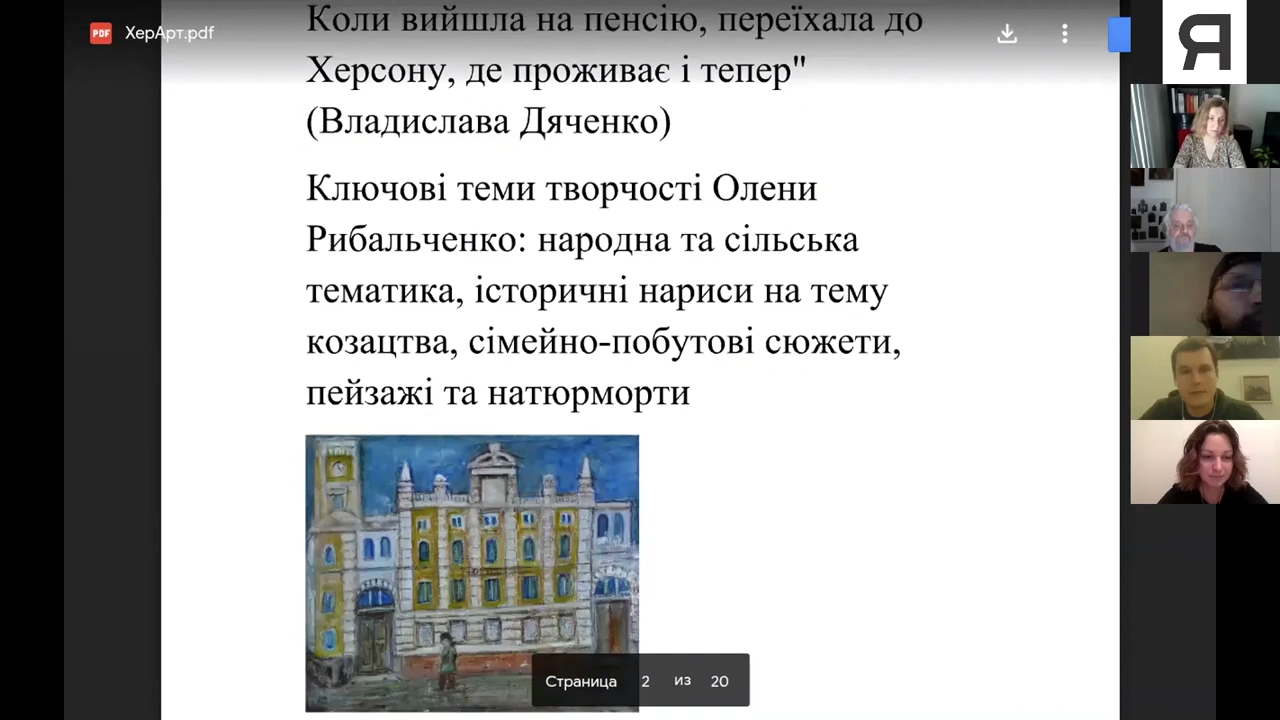 PDF ХерАрт.pdf
Коли вийшла на пенсію, переїхала до
Херсону, де проживає і тепер"
(Владислава Дяченко)
Ключові теми творчості Олени
Рибальченко: народна та сільська
тематика, історичні нариси на тему
козацтва, сімейно-побутові сюжети,
пейзажі та натюрморти
Страница 2 из 20
Я